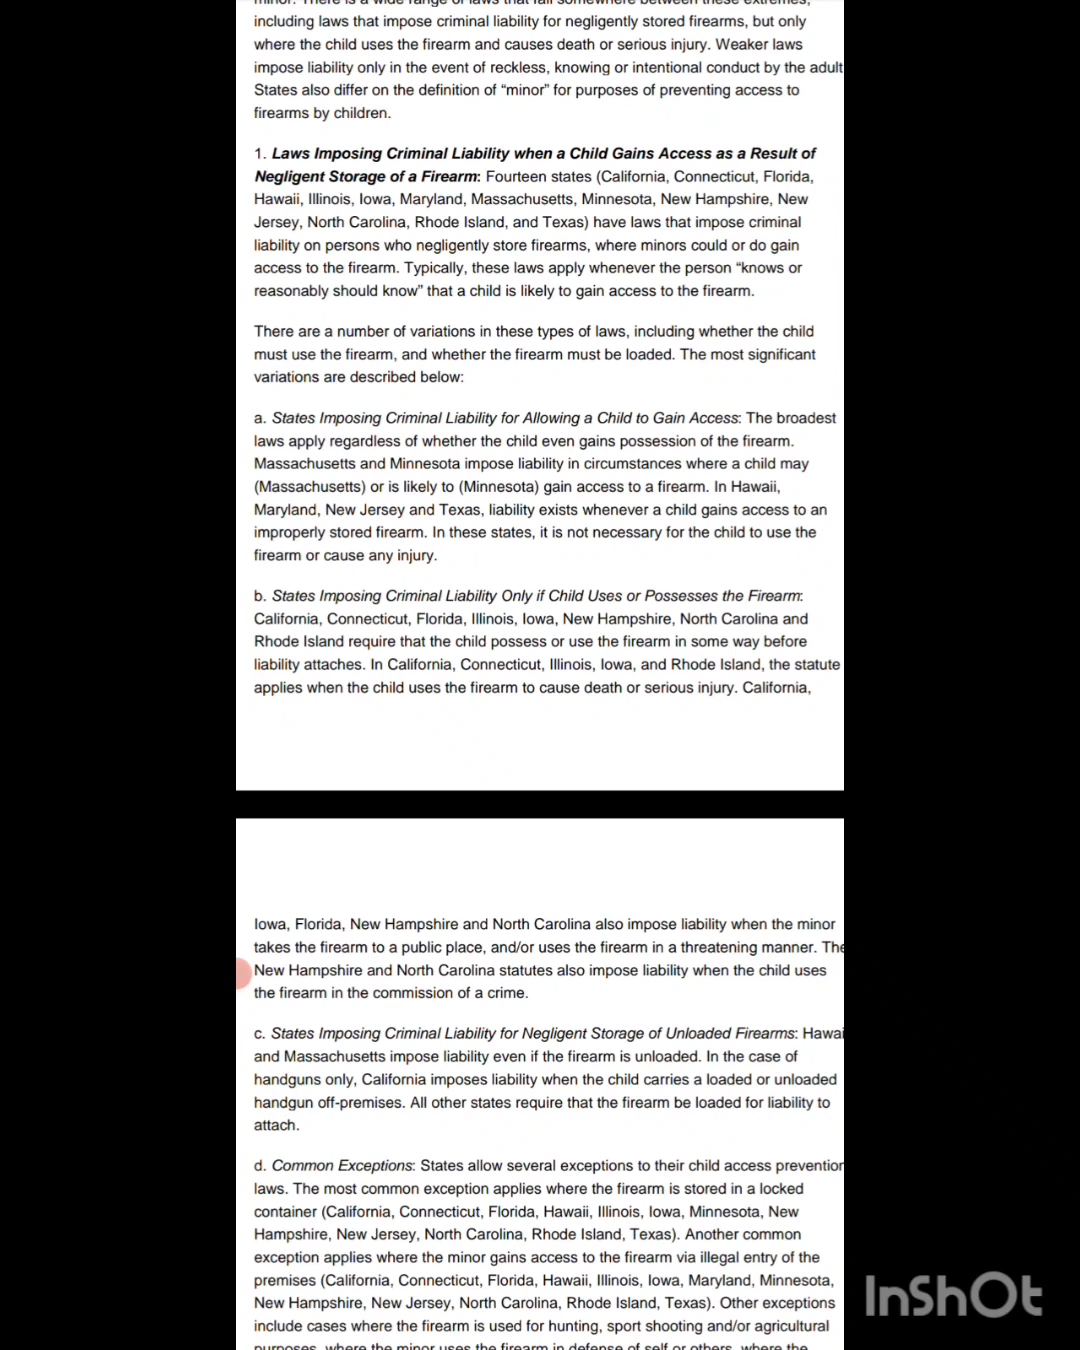 including laws that impose criminal liability for negligently stored firearms, but only
where the child uses the firearm and causes death or serious injury. Weaker laws
impose liability only in the event of reckless, knowing or intentional conduct by the adult
States also differ on the definition of “minor” for purposes of preventing access to
firearms by children.
1. Laws Imposing Criminal Liability when a Child Gains Access as a Result of
Negligent Storage of a Firearm: Fourteen states (California, Connecticut, Florida,
Hawaii, Illinois, Iowa, Maryland, Massachusetts, Minnesota, New Hampshire, New
Jersey, North Carolina, Rhode Island, and Texas) have laws that impose criminal
liability on persons who negligently store firearms, where minors could or do gain
access to the firearm. Typically, these laws apply whenever the person “knows or
reasonably should know” that a child is likely to gain access to the firearm.
There are a number of variations in these types of laws, including whether the child
must use the firearm, and whether the firearm must be loaded. The most significant
variations are described below:
a. States Imposing Criminal Liability for Allowing a Child to Gain Access: The broadest
laws apply regardless of whether the child even gains possession of the firearm.
Massachusetts and Minnesota impose liability in circumstances where a child may
(Massachusetts) or is likely to (Minnesota) gain access to a firearm. In Hawaii,
Maryland, New Jersey and Texas, liability exists whenever a child gains access to an
improperly stored firearm. In these states, it is not necessary for the child to use the
firearm or cause any injury.
b. States Imposing Criminal Liability Only if Child Uses or Possesses the Firearm:
California, Connecticut, Florida, Illinois, Iowa, New Hampshire, North Carolina and
Rhode Island require that the child possess or use the firearm in some way before
liability attaches. In California, Connecticut, Illinois, Iowa, and Rhode Island, the statute
applies when the child uses the firearm to cause death or serious injury. California,
Iowa, Florida, New Hampshire and North Carolina also impose liability when the minor
takes the firearm to a public place, and/or uses the firearm in a threatening manner. The
New Hampshire and North Carolina statutes also impose liability when the child uses
the firearm in the commission of a crime.
c. States Imposing Criminal Liability for Negligent Storage of Unloaded Firearms: Hawai
and Massachusetts impose liability even if the firearm is unloaded. In the case of
handguns only, California imposes liability when the child carries a loaded or unloaded
handgun off-premises. All other states require that the firearm be loaded for liability to
attach.
d. Common Exceptions: States allow several exceptions to their child access prevention
laws. The most common exception applies where the firearm is stored in a locked
container (California, Connecticut, Florida, Hawaii, Illinois, Iowa, Minnesota, New
Hampshire, New Jersey, North Carolina, Rhode Island, Texas). Another common
exception applies where the minor gains access to the firearm via illegal entry of the
premises (California, Connecticut, Florida, Hawaii, Illinois, Iowa, Maryland, Minnesota,
New Hampshire, New Jersey, North Carolina, Rhode Island, Texas). Other exceptions
include cases where the firearm is used for hunting, sport shooting and/or agricultural
purposes, where the minor uses the firearm in defense of self or others, where the
InShOt